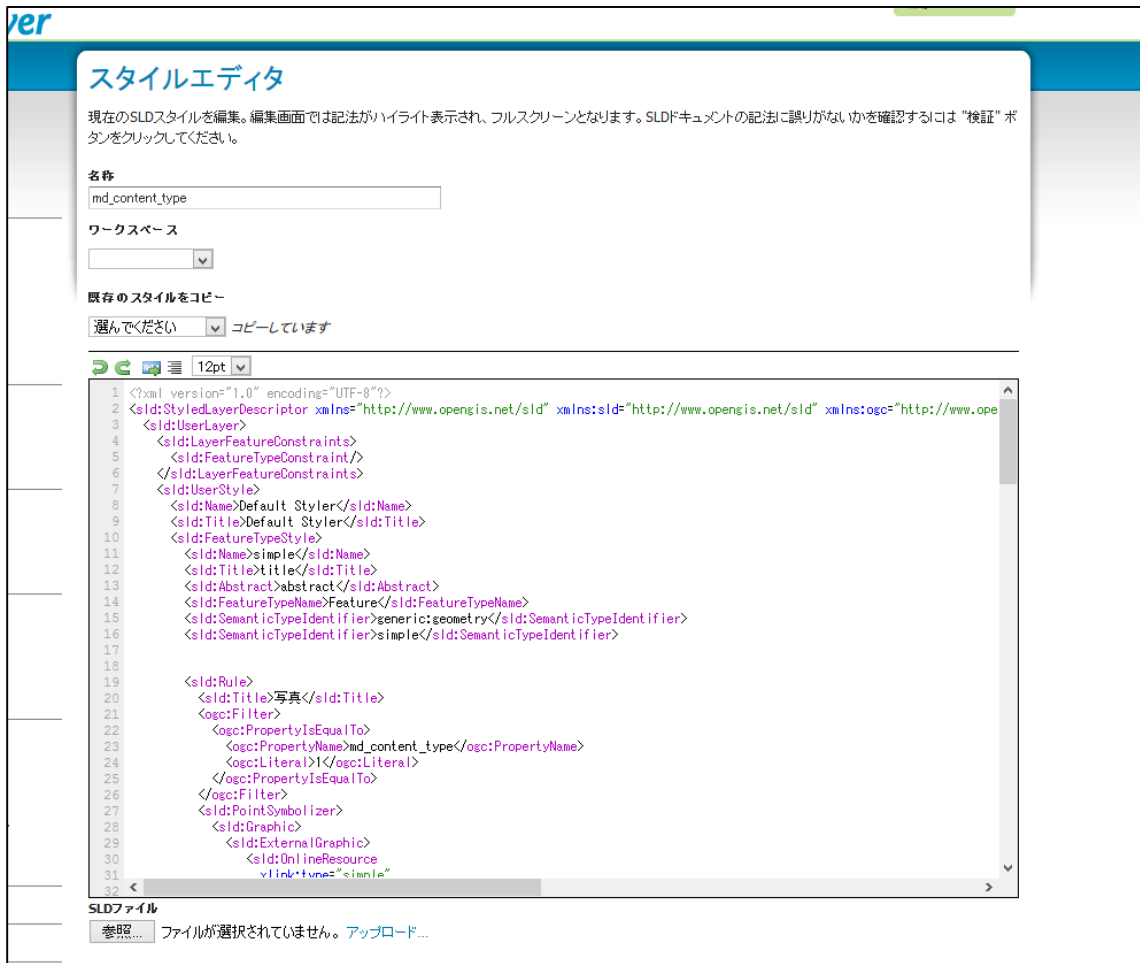 ver
スタイルエディタ
現在のSLDスタイルを編集。編集画面では記法がハイライト表示され、フルスクリーンとなります。SLDドキュメントの記法に誤りがないかを確認するには "検証" ボ
タンをクリックしてください。
名称
md_content_type
ワークスペース
既存のスタイルをコピー
選んでください コピーしています
12pt
1 <?xml version="1.0" encoding="UTF-8"?>
2 <sld:StyledLayerDescriptor xmlns="http://www.opengis.net/sld" xmlns:sld="http://www.opengis.net/sld" xmlns:ogc="http://www.ope
3 <sld:UserLayer>
4 <sld:LayerFeatureConstraints>
5 <sld:FeatureTypeConstraint/>
6 </sld:LayerFeatureConstraints>
7 <sld:UserStyle>
8 <sld:Name>Default Styler</sld:Name>
9 <sld:Title>Default Styler</sld:Title>
10 <sld:FeatureTypeStyle>
11 <sld:Name>simple</sld:Name>
12 <sld:Title>title</sld:Title>
13 <sld:Abstract>abstract</sld:Abstract>
14 <sld:FeatureTypeName>Feature</sld:FeatureTypeName>
15 <sld:SemanticTypeIdentifier>generic:geometry</sld:SemanticTypeIdentifier>
16 <sld:SemanticTypeIdentifier>simple</sld:SemanticTypeIdentifier>
17
18
19 <sld:Rule>
20 <sld:Title>写真</sld:Title>
21 <ogc:Filter>
22 <ogc:PropertyIsEqualTo>
23 <ogc:PropertyName>md_content_type</ogc:PropertyName>
24 <ogc:Literal>1</ogc:Literal>
25 </ogc:PropertyIsEqualTo>
26 </ogc:Filter>
27 <sld:PointSymbolizer>
28 <sld:Graphic>
29 <sld:ExternalGraphic>
30 <sld:OnlineResource
31 xlink:type="simple"
32
SLDファイル
参照... ファイルが選択されていません。 アップロード...